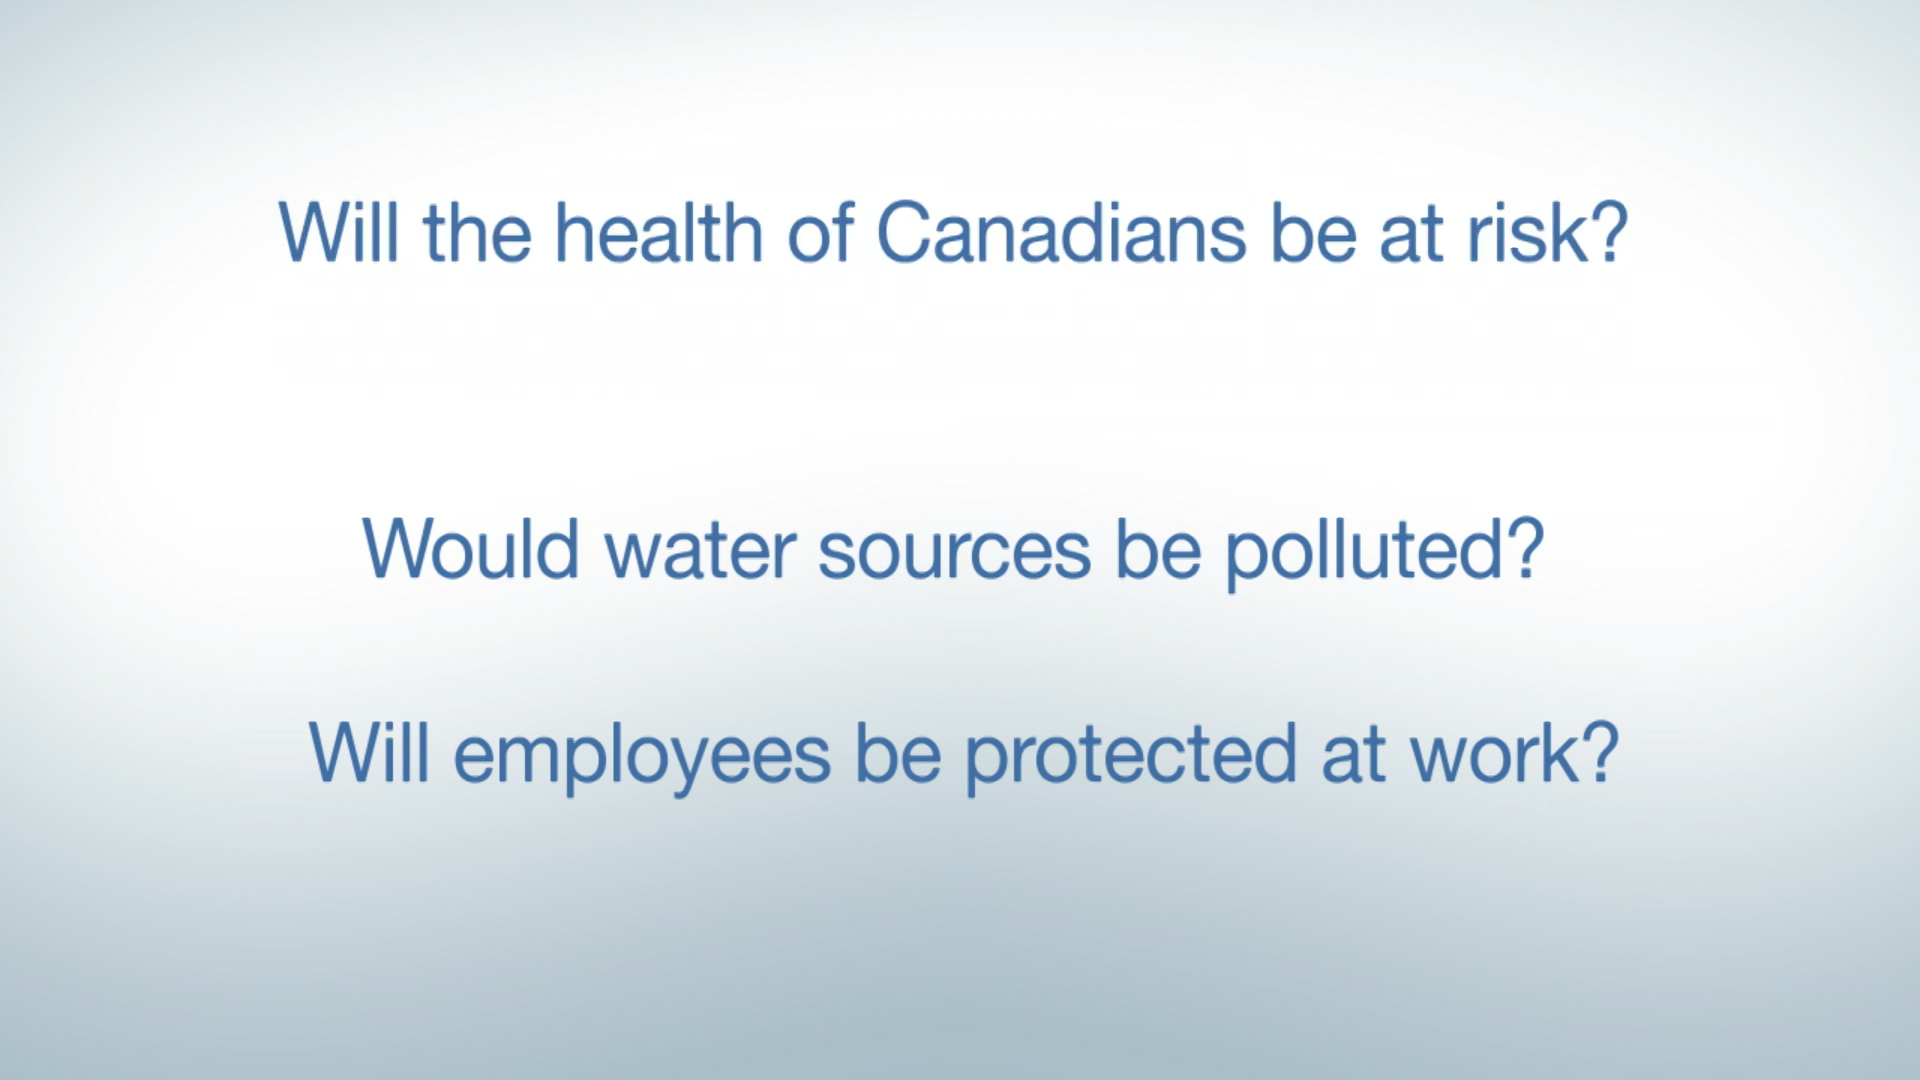 Will the health of Canadians be at risk?
Would water sources be polluted?
Will employees be protected at work?